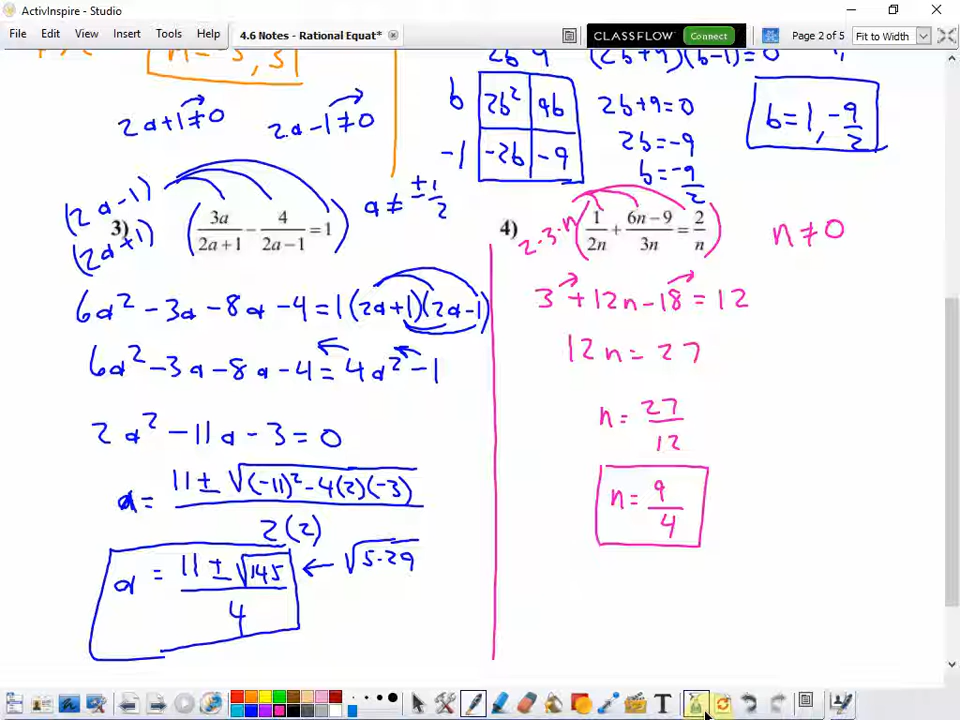 ActivInspire - Studio
File Edit View Insert Tools Help 4.6 Notes - Rational Equat* CLASSFLOW Connect Page 2 of 5 Fit to Width
2b 9 (2b+9)(b-1)=0
b 2b² 9b 2b+9=0 b=1, -9/2
-1 -2b -9 2b=-9
b=-9/2
2a+1≠0 2a-1≠0
(2a-1)
(2a+1)
3) (3a/(2a+1) - 4/(2a-1) = 1) a≠ ±1/2
6a²-3a-8a-4=1(2a+1)(2a-1)
6a²-3a-8a-4=4a²-1
2a²-11a-3=0
a= (11±√((-11)²-4(2)(-3)))/(2(2))
a = (11±√145)/4 ← √5·29
4) 2·3·n (1/2n + (6n-9)/3n = 2/n) n≠0
3+12n-18=12
12n=27
n= 27/12
n= 9/4
T